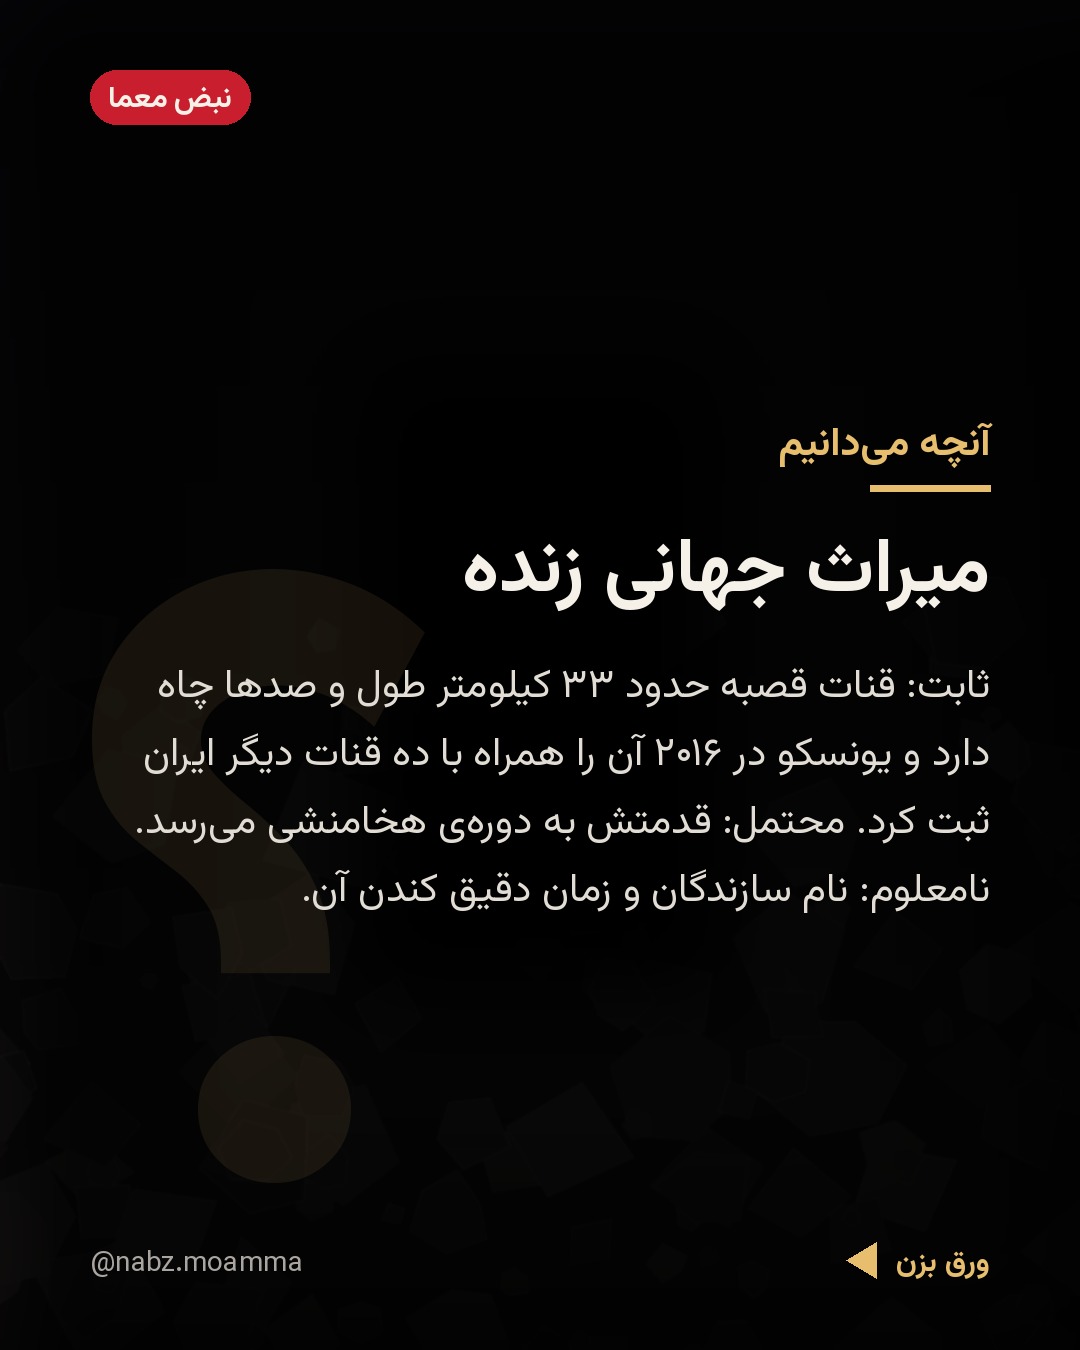 نبض معما
آنچه می‌دانیم
میراث جهانی زنده
ثابت: قنات قصبه حدود ۳۳ کیلومتر طول و صدها چاه
دارد و یونسکو در ۲۰۱۶ آن را همراه با ده قنات دیگر ایران
ثبت کرد. محتمل: قدمتش به دوره‌ی هخامنشی می‌رسد.
نامعلوم: نام سازندگان و زمان دقیق کندن آن.
ورق بزن
@nabz.moamma